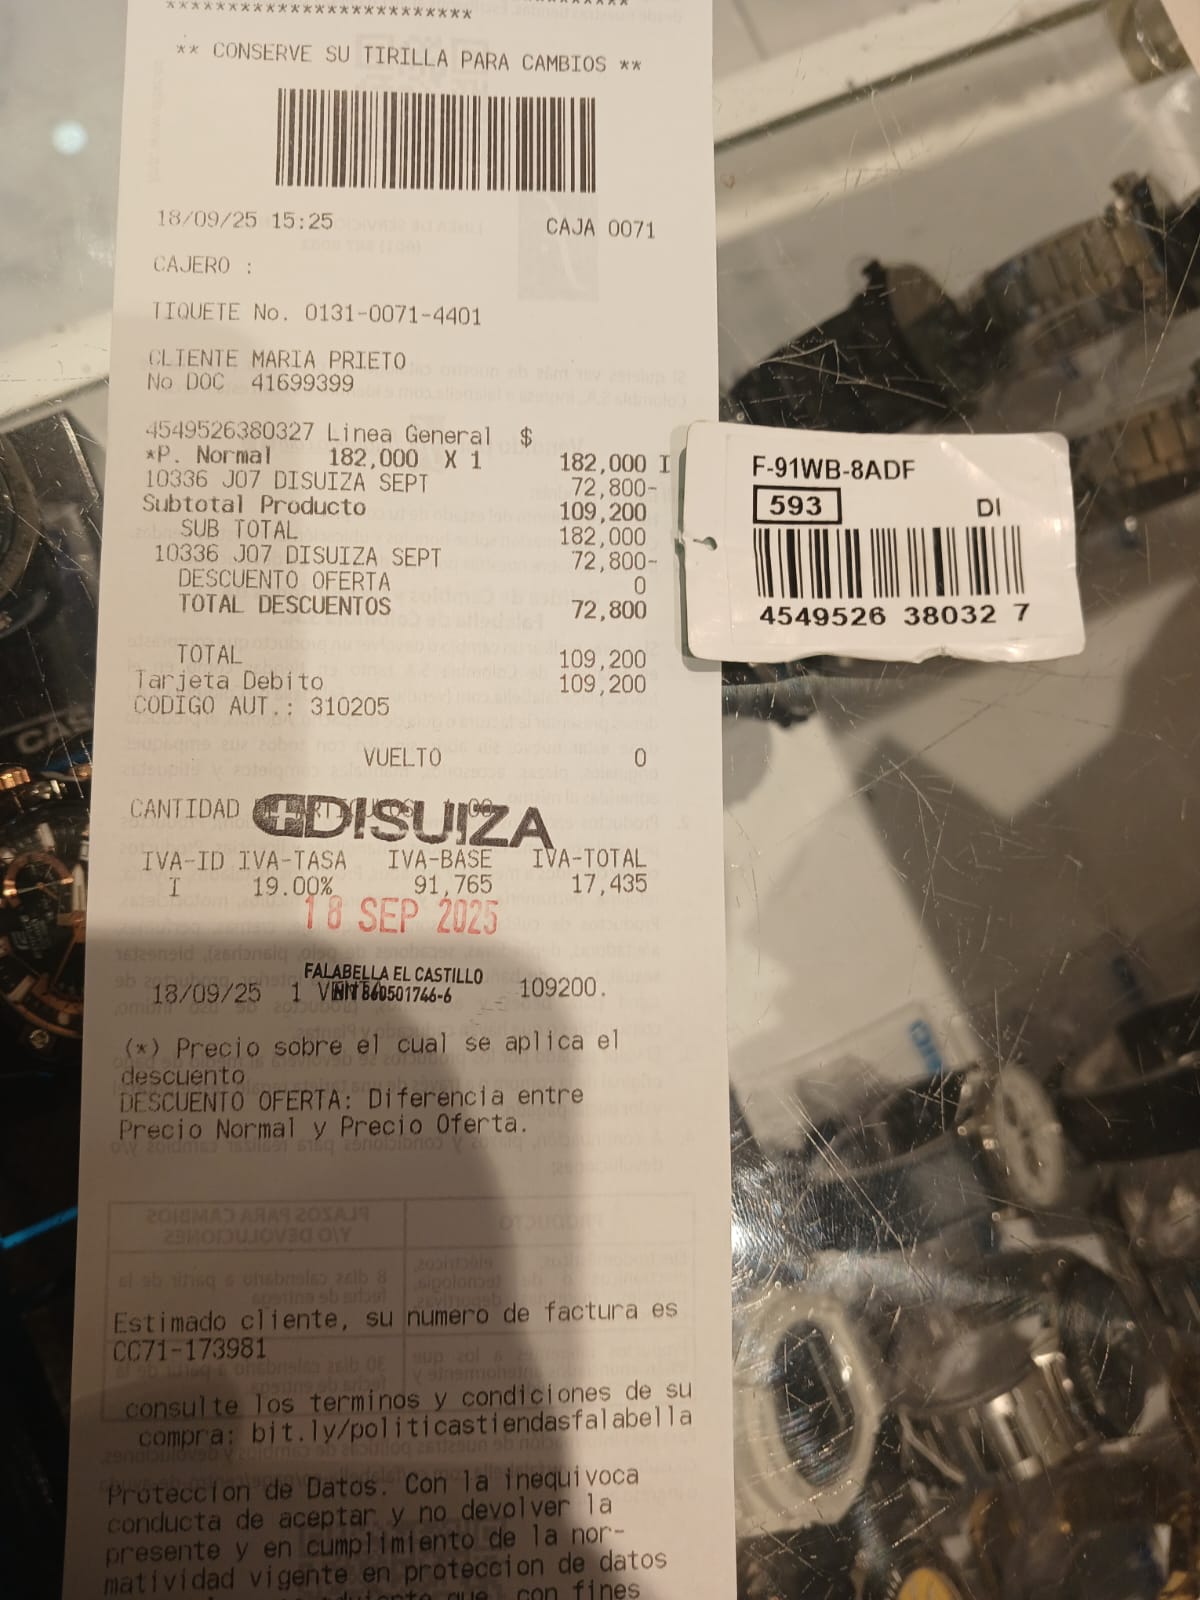 ** CONSERVE SU TIRILLA PARA CAMBIOS **
18/09/25 15:25 CAJA 0071
CAJERO :
TIQUETE No. 0131-0071-4401
CLIENTE MARIA PRIETO
No DOC 41699399
4549526380327 Linea General $
*P. Normal 182,000 X 1 182,000 I
10336 J07 DISUIZA SEPT 72,800-
Subtotal Producto 109,200
SUB TOTAL 182,000
10336 J07 DISUIZA SEPT 72,800-
DESCUENTO OFERTA 0
TOTAL DESCUENTOS 72,800
TOTAL 109,200
Tarjeta Debito 109,200
CODIGO AUT.: 310205
VUELTO 0
CANTIDAD
DISUIZA
IVA-ID IVA-TASA IVA-BASE IVA-TOTAL
I 19.00% 91,765 17,435
18 SEP 2025
FALABELLA EL CASTILLO
NIT 860501746-6
18/09/25 1 109200.
(*) Precio sobre el cual se aplica el
descuento
DESCUENTO OFERTA: Diferencia entre
Precio Normal y Precio Oferta.
Estimado cliente, su numero de factura es
CC71-173981
consulte los terminos y condiciones de su
compra: bit.ly/politicastiendasfalabella
Proteccion de Datos. Con la inequivoca
conducta de aceptar y no devolver la
presente y en cumplimiento de la nor-
matividad vigente en proteccion de datos
que, con fines
F-91WB-8ADF
593 DI
4549526 38032 7